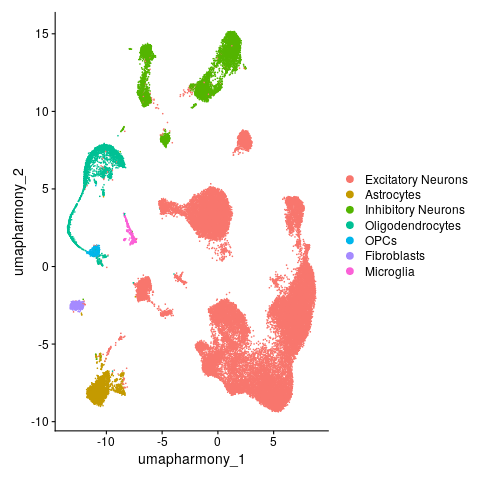 15
10
5
0
-5
-10
umapharmony_2
-10
-5
0
5
umapharmony_1
Excitatory Neurons
Astrocytes
Inhibitory Neurons
Oligodendrocytes
OPCs
Fibroblasts
Microglia